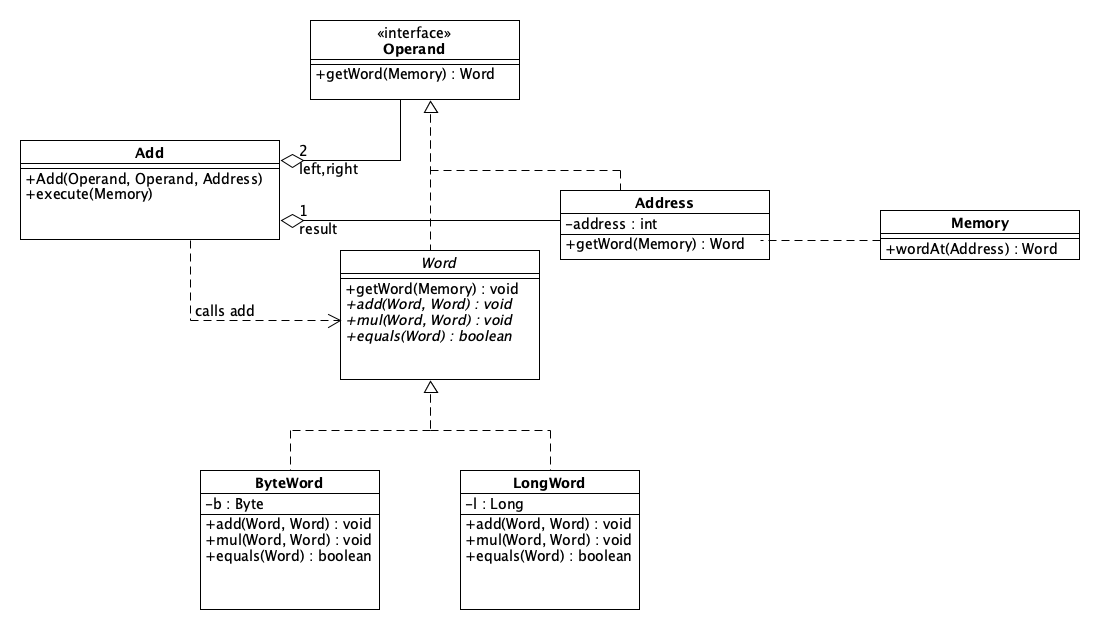 «interface»
Operand
+getWord(Memory) : Word
Add
+Add(Operand, Operand, Address)
+execute(Memory)
2
left,right
1
result
Address
-address : int
+getWord(Memory) : Word
Memory
+wordAt(Address) : Word
Word
+getWord(Memory) : void
+add(Word, Word) : void
+mul(Word, Word) : void
+equals(Word) : boolean
calls add
ByteWord
-b : Byte
+add(Word, Word) : void
+mul(Word, Word) : void
+equals(Word) : boolean
LongWord
-l : Long
+add(Word, Word) : void
+mul(Word, Word) : void
+equals(Word) : boolean